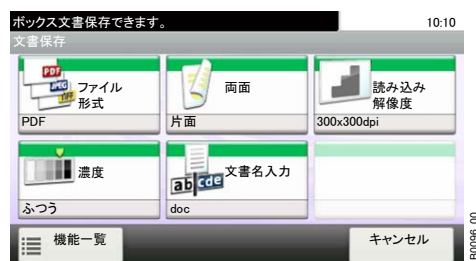 ボックス文書保存できます。
10:10
文書保存
PDF
JPEG
TIFF
ファイル
形式
PDF
両面
片面
読み込み
解像度
300x300dpi
濃度
ふつう
ab cde
文書名入力
doc
機能一覧
キャンセル